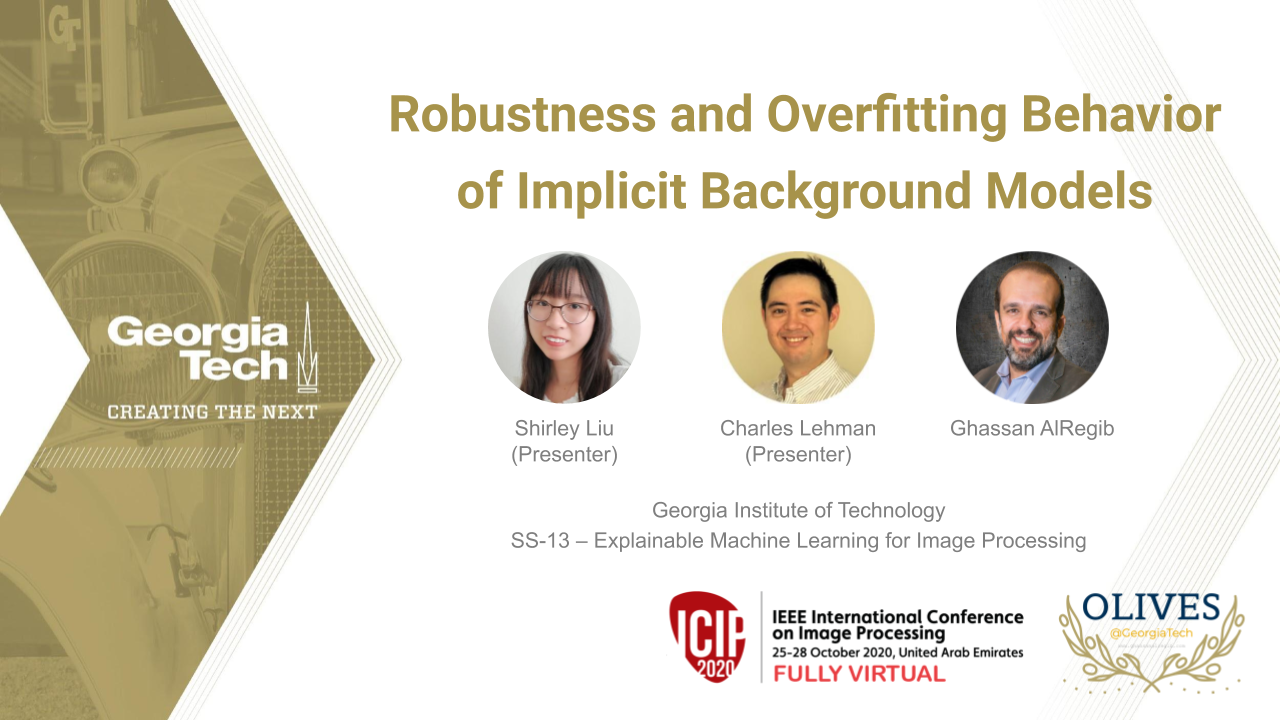 GT
Robustness and Overfitting Behavior
of Implicit Background Models
Georgia
Tech
CREATING THE NEXT
Shirley Liu
(Presenter)
Charles Lehman
(Presenter)
Ghassan AlRegib
Georgia Institute of Technology
SS-13 – Explainable Machine Learning for Image Processing
ICIP
2020
IEEE International Conference
on Image Processing
25-28 October 2020, United Arab Emirates
FULLY VIRTUAL
OLIVES
@GeorgiaTech